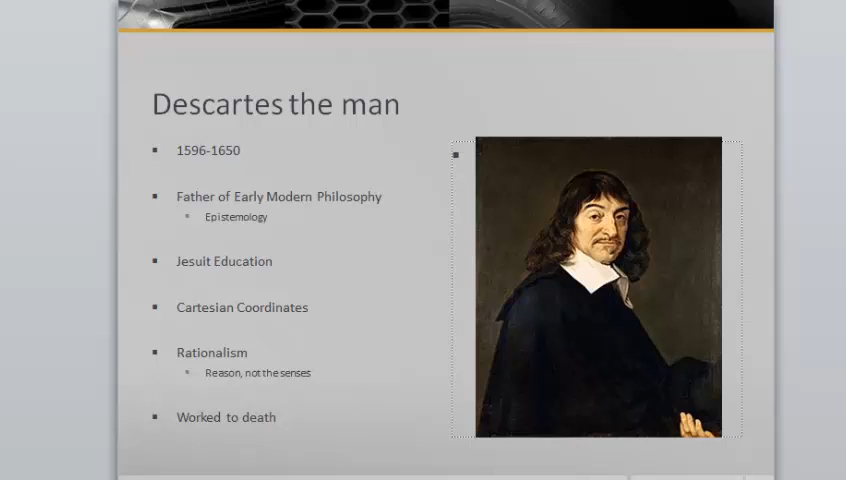 Descartes the man
1596-1650
Father of Early Modern Philosophy
Epistemology
Jesuit Education
Cartesian Coordinates
Rationalism
Reason, not the senses
Worked to death